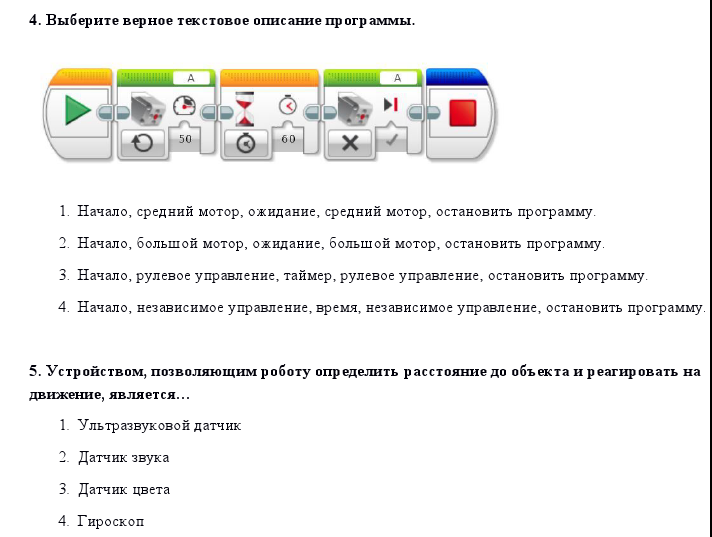 4. Выберите верное текстовое описание программы.
A
A
50
60
1. Начало, средний мотор, ожидание, средний мотор, остановить программу.
2. Начало, большой мотор, ожидание, большой мотор, остановить программу.
3. Начало, рулевое управление, таймер, рулевое управление, остановить программу.
4. Начало, независимое управление, время, независимое управление, остановить программу.
5. Устройством, позволяющим роботу определить расстояние до объекта и реагировать на
движение, является…
1. Ультразвуковой датчик
2. Датчик звука
3. Датчик цвета
4. Гироскоп